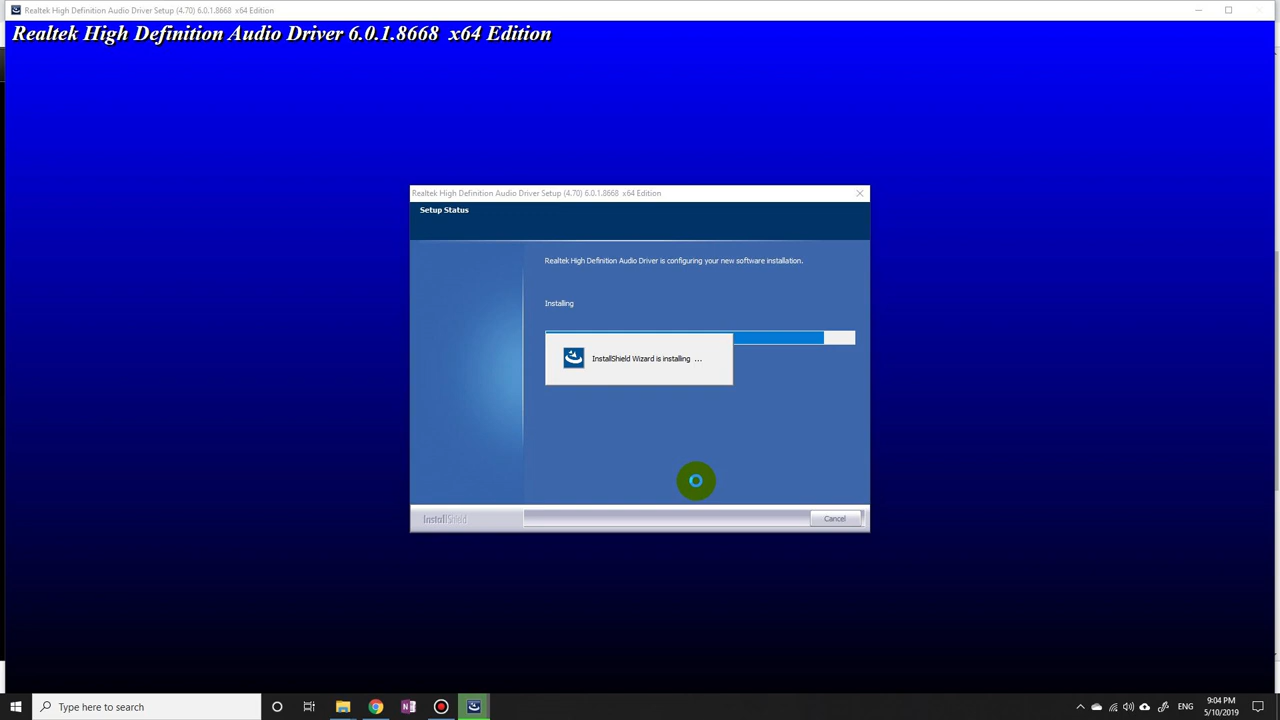 Realtek High Definition Audio Driver Setup (4.70) 6.0.1.8668  x64 Edition
Realtek High Definition Audio Driver 6.0.1.8668  x64 Edition
Realtek High Definition Audio Driver Setup (4.70) 6.0.1.8668  x64 Edition
Setup Status
Realtek High Definition Audio Driver is configuring your new software installation.
Installing
InstallShield Wizard is installing ...
InstallShield
Cancel
Type here to search
N
ENG
9:04 PM
5/10/2019